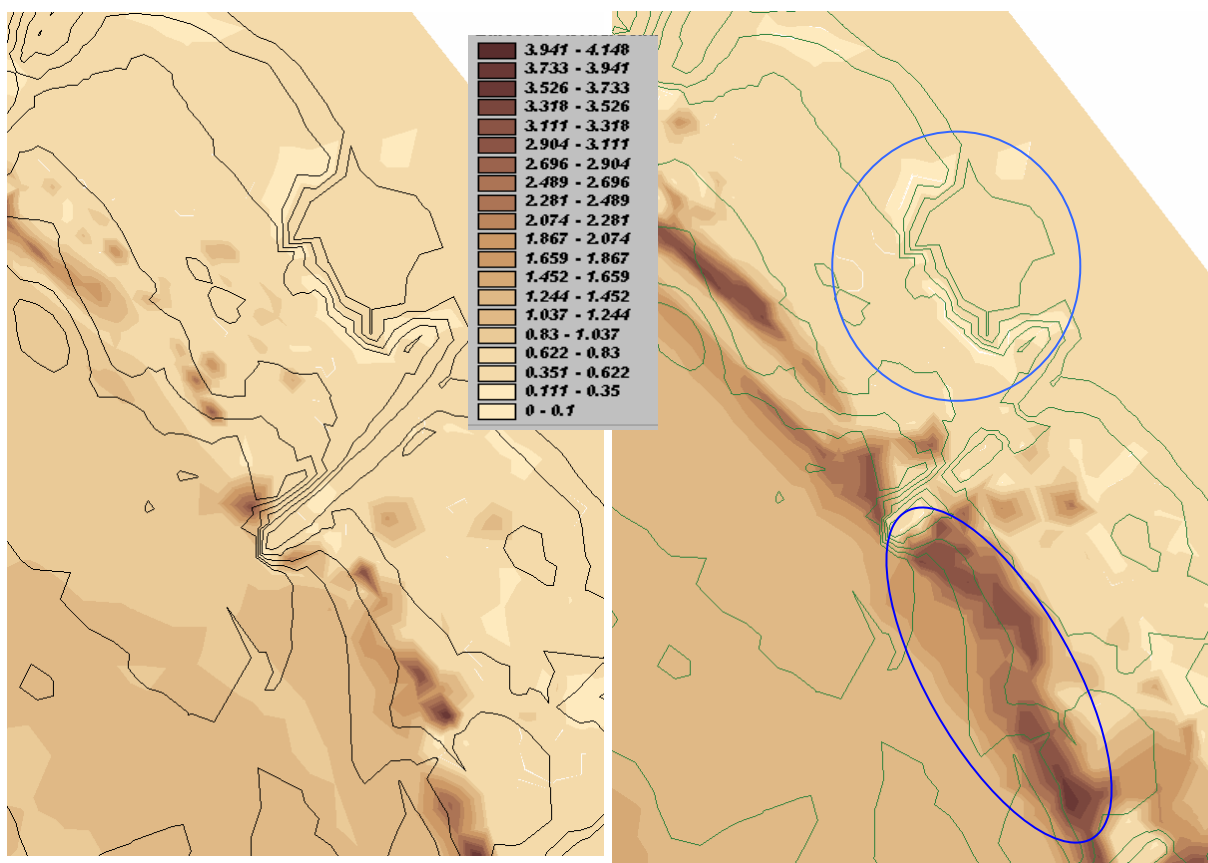 3.941 - 4.148
3.733 - 3.941
3.526 - 3.733
3.318 - 3.526
3.111 - 3.318
2.904 - 3.111
2.696 - 2.904
2.489 - 2.696
2.281 - 2.489
2.074 - 2.281
1.867 - 2.074
1.659 - 1.867
1.452 - 1.659
1.244 - 1.452
1.037 - 1.244
0.83 - 1.037
0.622 - 0.83
0.351 - 0.622
0.111 - 0.35
0 - 0.1